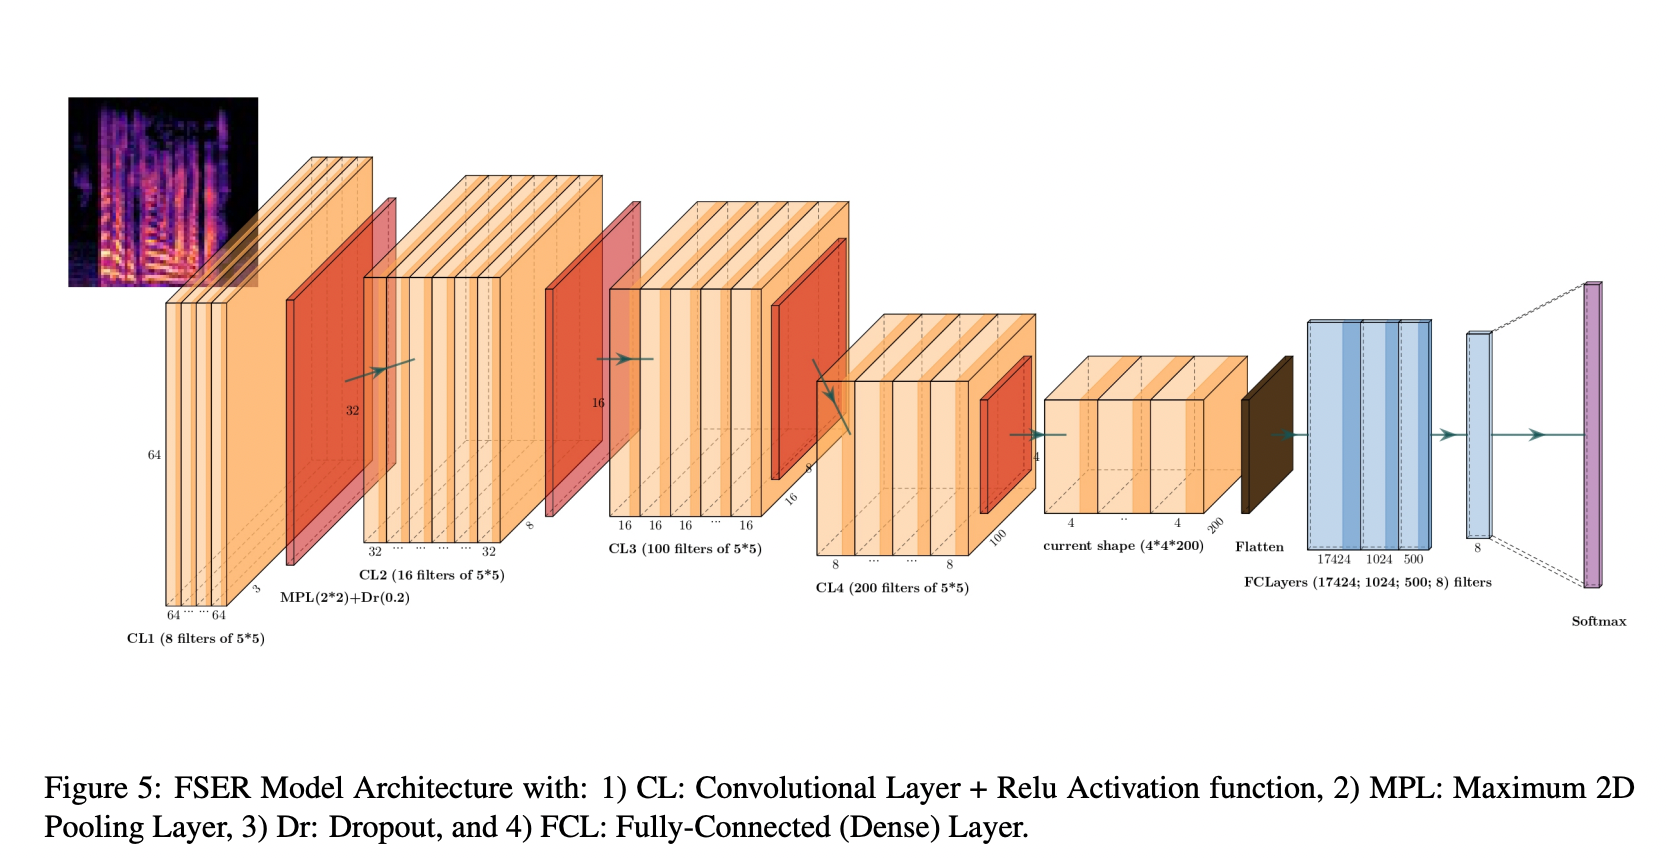 64
64 ... ... 64
3
CL1 (8 filters of 5*5)
MPL(2*2)+Dr(0.2)
32
32 ... ... ... ... 32
8
CL2 (16 filters of 5*5)
16
16 16 16 ... 16
16
CL3 (100 filters of 5*5)
8
8 ... ... 8
100
CL4 (200 filters of 5*5)
4
4 .. 4
200
current shape (4*4*200)
Flatten
17424 1024 500
8
FCLayers (17424; 1024; 500; 8) filters
Softmax
Figure 5: FSER Model Architecture with: 1) CL: Convolutional Layer + Relu Activation function, 2) MPL: Maximum 2D
Pooling Layer, 3) Dr: Dropout, and 4) FCL: Fully-Connected (Dense) Layer.